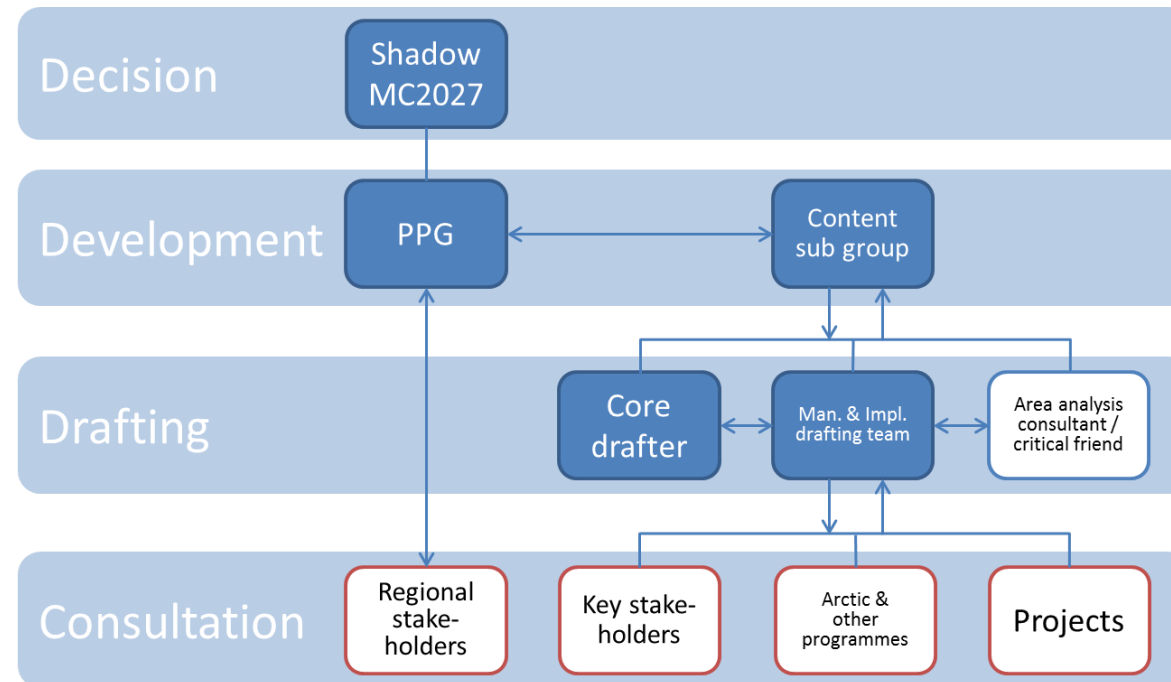 Decision
Shadow
MC2027
Development
PPG
Content
sub group
Drafting
Core
drafter
Man. & Impl.
drafting team
Area analysis
consultant /
critical friend
Consultation
Regional
stake-
holders
Key stake-
holders
Arctic &
other
programmes
Projects